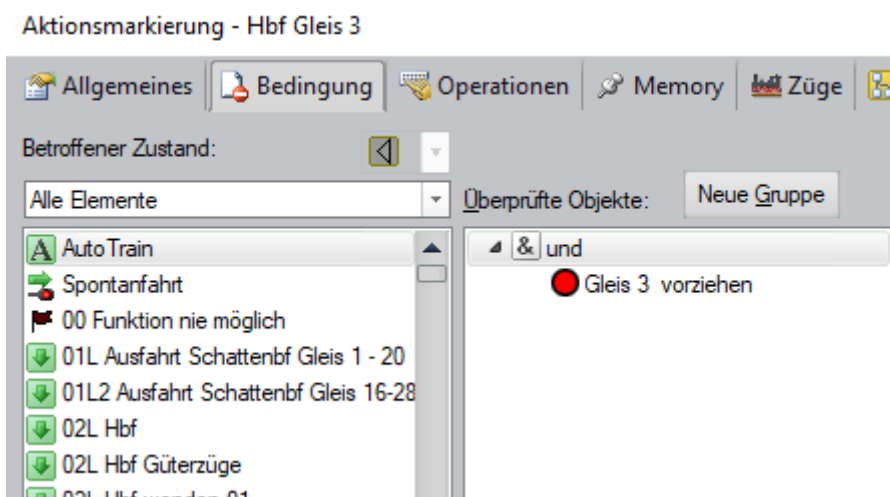 Aktionsmarkierung - Hbf Gleis 3
Allgemeines Bedingung Operationen Memory Züge
Betroffener Zustand:
Alle Elemente
Überprüfte Objekte: Neue Gruppe
AutoTrain
Spontanfahrt
00 Funktion nie möglich
01L Ausfahrt Schattenbf Gleis 1 - 20
01L2 Ausfahrt Schattenbf Gleis 16-28
02L Hbf
02L Hbf Güterzüge
& und
Gleis 3 vorziehen